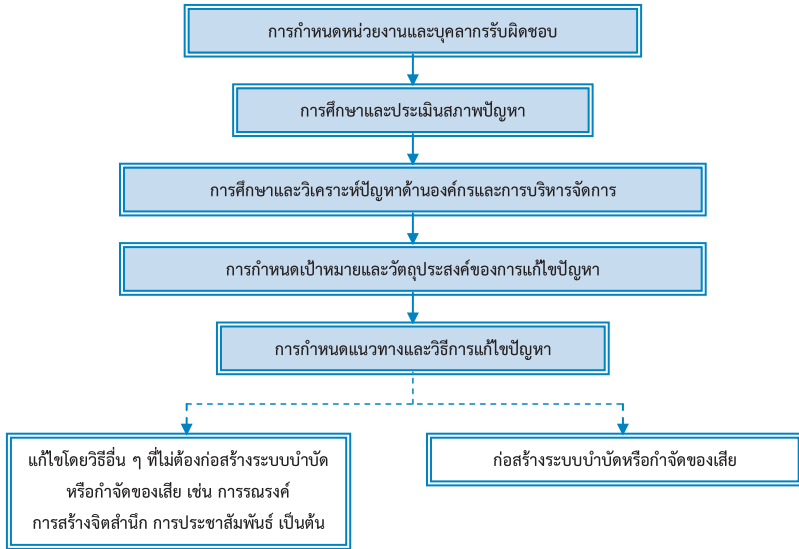 การกำหนดหน่วยงานและบุคลากรรับผิดชอบ
การศึกษาและประเมินสภาพปัญหา
การศึกษาและวิเคราะห์ปัญหาด้านองค์กรและการบริหารจัดการ
การกำหนดเป้าหมายและวัตถุประสงค์ของการแก้ไขปัญหา
การกำหนดแนวทางและวิธีการแก้ไขปัญหา
แก้ไขโดยวิธีอื่น ๆ ที่ไม่ต้องก่อสร้างระบบบำบัด
หรือกำจัดของเสีย เช่น การรณรงค์
การสร้างจิตสำนึก การประชาสัมพันธ์ เป็นต้น
ก่อสร้างระบบบำบัดหรือกำจัดของเสีย